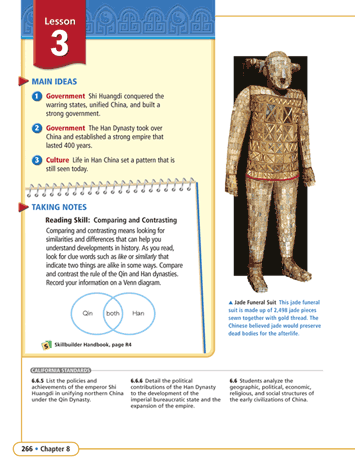 Lesson
3
MAIN IDEAS
1 Government Shi Huangdi conquered the
warring states, unified China, and built a
strong government.
2 Government The Han Dynasty took over
China and established a strong empire that
lasted 400 years.
3 Culture Life in Han China set a pattern that is
still seen today.
TAKING NOTES
Reading Skill: Comparing and Contrasting
Comparing and contrasting means looking for
similarities and differences that can help you
understand developments in history. As you read,
look for clue words such as like or similarly that
indicate two things are alike in some ways. Compare
and contrast the rule of the Qin and Han dynasties.
Record your information on a Venn diagram.
Qin both Han
Skillbuilder Handbook, page R4
▲ Jade Funeral Suit This jade funeral
suit is made up of 2,498 jade pieces
sewn together with gold thread. The
Chinese believed jade would preserve
dead bodies for the afterlife.
CALIFORNIA STANDARDS
6.6.5 List the policies and
achievements of the emperor Shi
Huangdi in unifying northern China
under the Qin Dynasty.
6.6.6 Detail the political
contributions of the Han Dynasty
to the development of the
imperial bureaucratic state and the
expansion of the empire.
6.6 Students analyze the
geographic, political, economic,
religious, and social structures of
the early civilizations of China.
266 • Chapter 8